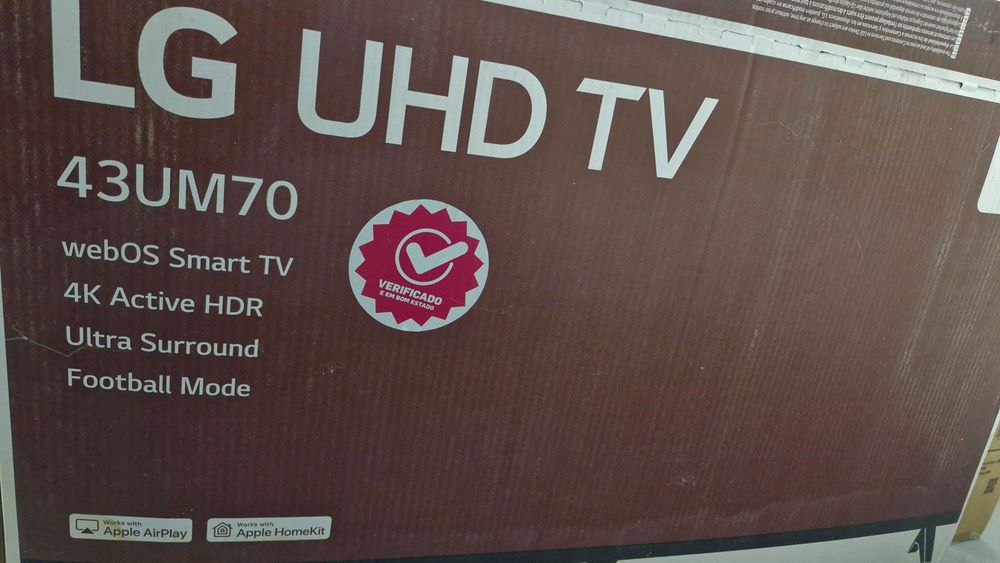 LG UHD TV
43UM70
webOS Smart TV
4K Active HDR
Ultra Surround
Football Mode
VERIFICADO
E EM BOM ESTADO
Works with
Apple AirPlay
Works with
Apple HomeKit